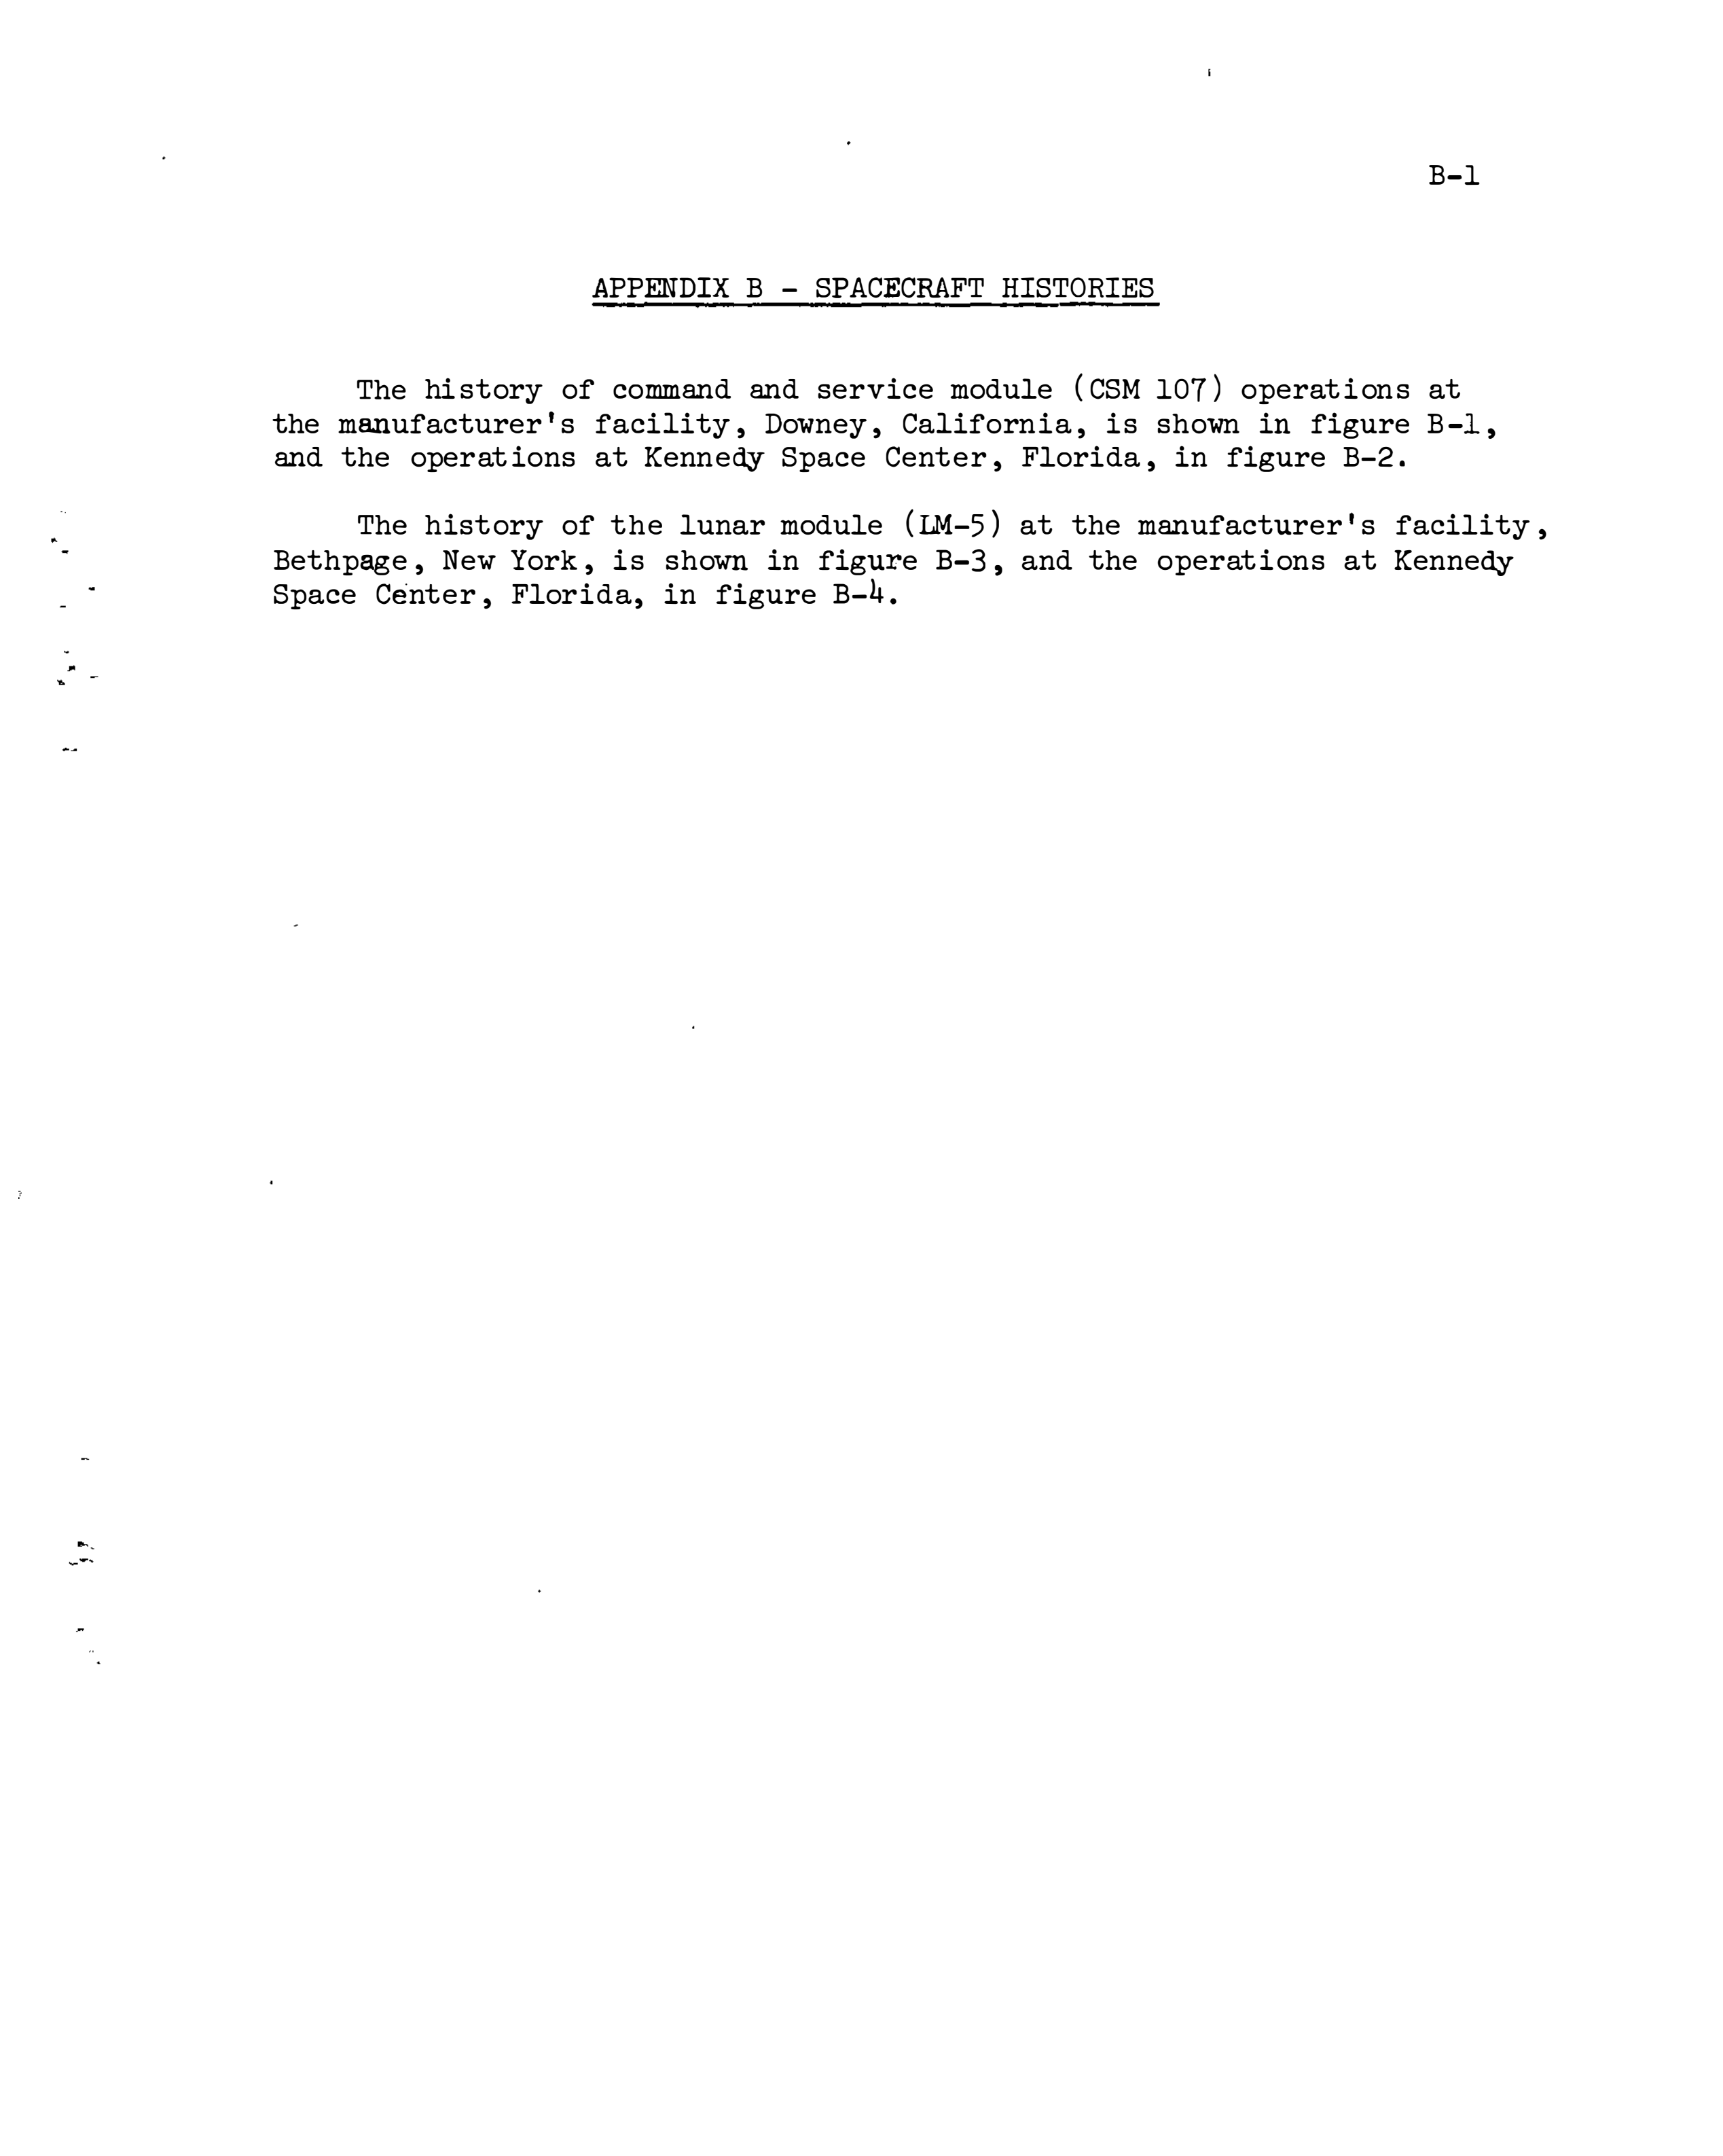 B-1
APPENDIX B - SPACECRAFT HISTORIES
The history of command and service module (CSM 107) operations at
the manufacturer's facility, Downey, California, is shown in figure B-1,
and the operations at Kennedy Space Center, Florida, in figure B-2.
The history of the lunar module (LM-5) at the manufacturer's facility,
Bethpage, New York, is shown in figure B-3, and the operations at Kennedy
Space Center, Florida, in figure B-4.